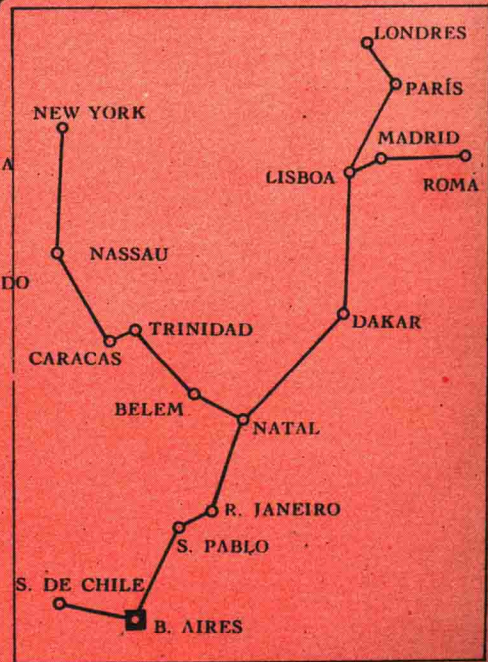 LONDRES
PARÍS
NEW YORK
MADRID
A
LISBOA
ROMA
NASSAU
DO
DAKAR
TRINIDAD
CARACAS
BELEM
NATAL
R. JANEIRO
S. PABLO
S. DE CHILE
B. AIRES